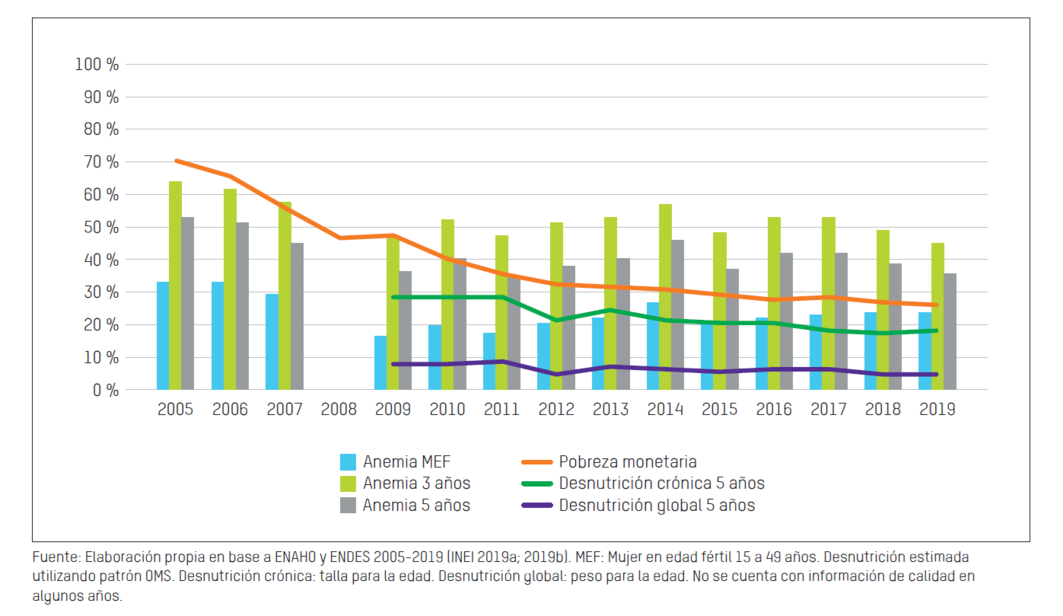 100 %
90 %
80 %
70 %
60 %
50 %
40 %
30 %
20 %
10 %
0 %
2005 2006 2007 2008 2009 2010 2011 2012 2013 2014 2015 2016 2017 2018 2019
Anemia MEF Pobreza monetaria
Anemia 3 años Desnutrición crónica 5 años
Anemia 5 años Desnutrición global 5 años
Fuente: Elaboración propia en base a ENAHO y ENDES 2005-2019 (INEI 2019a; 2019b). MEF: Mujer en edad fértil 15 a 49 años. Desnutrición estimada
utilizando patrón OMS. Desnutrición crónica: talla para la edad. Desnutrición global: peso para la edad. No se cuenta con información de calidad en
algunos años.